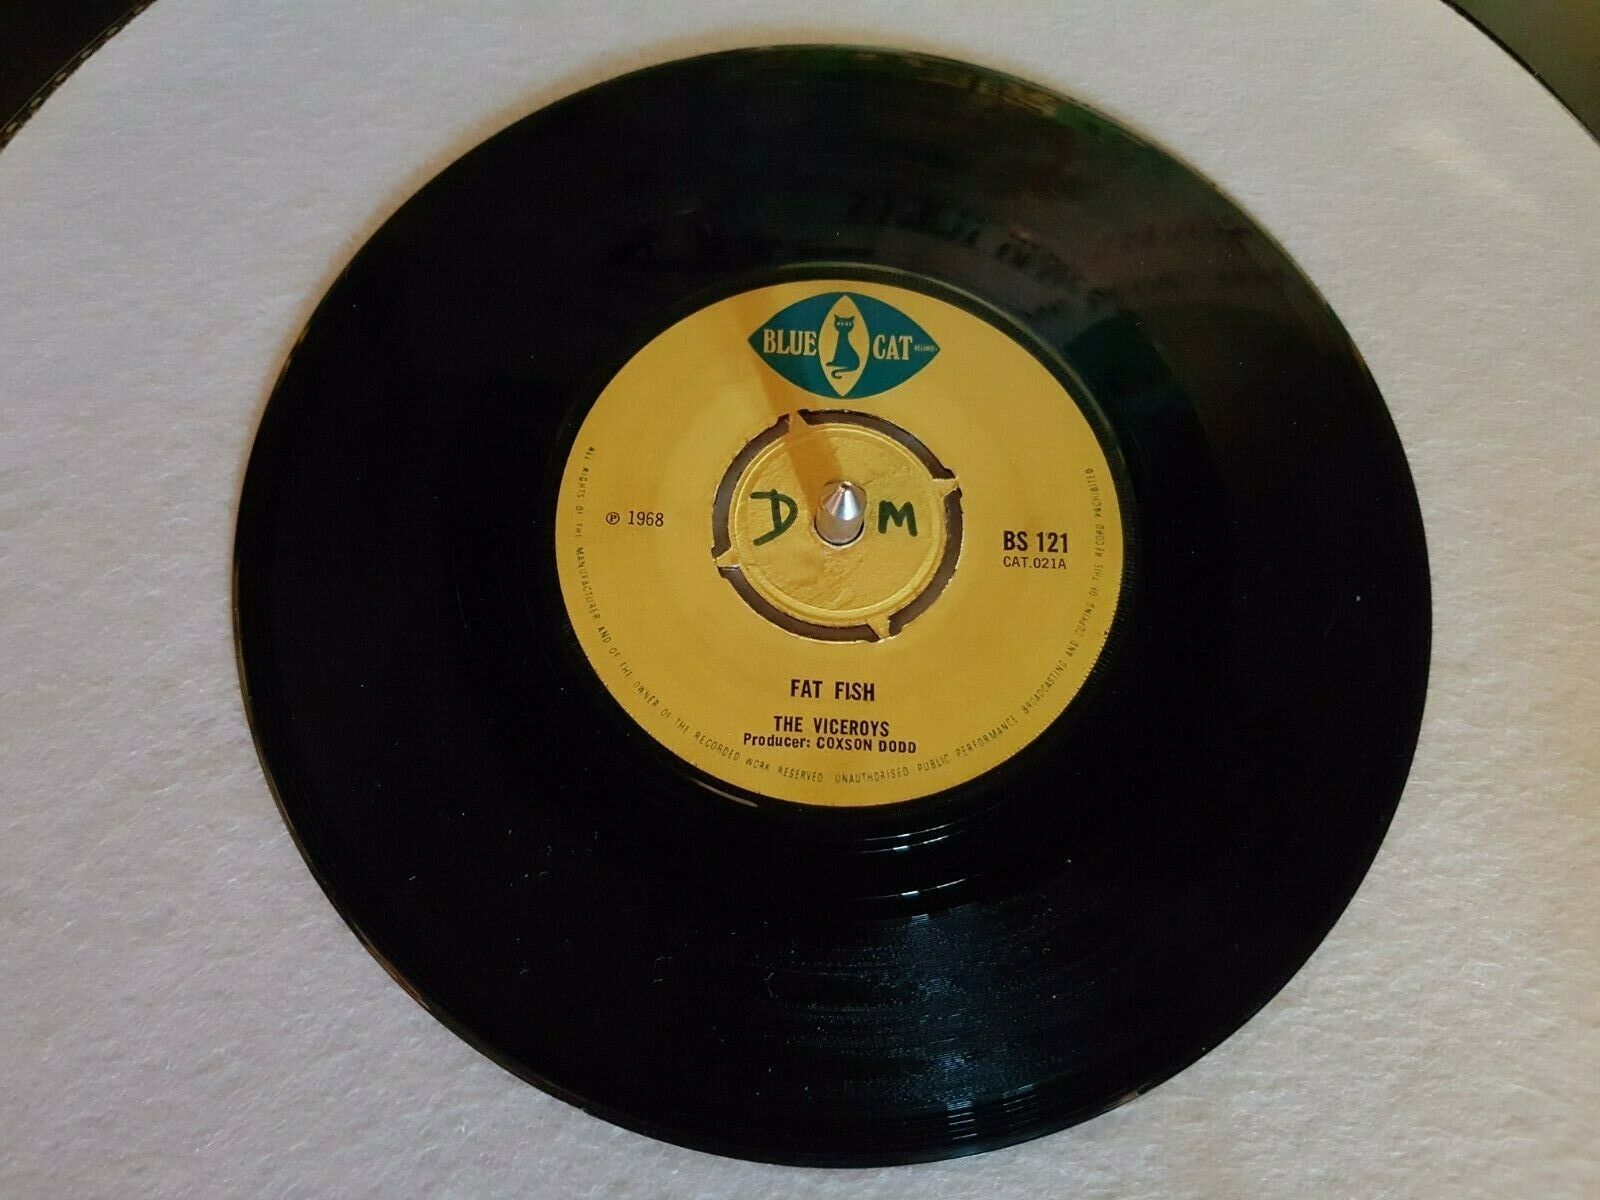 BLUE CAT RECORDS
D M
℗ 1968
BS 121
CAT.021A
FAT FISH
THE VICEROYS
Producer: COXSON DODD
ALL RIGHTS OF THE MANUFACTURER AND OF THE OWNER OF THE RECORDED WORK RESERVED UNAUTHORISED PUBLIC PERFORMANCE BROADCASTING AND COPYING OF THIS RECORD PROHIBITED